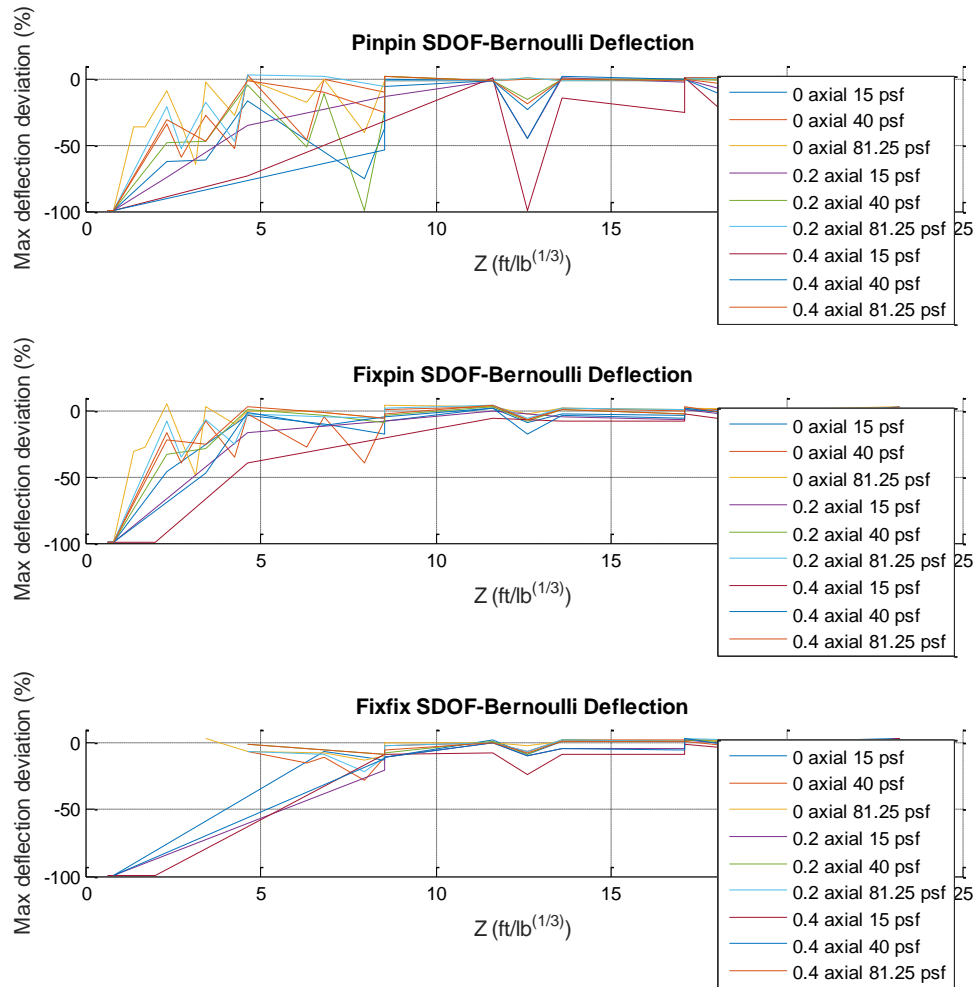 Pinpin SDOF-Bernoulli Deflection
Max deflection deviation (%)
0
-50
-100
0 5 10 15 25
Z (ft/lb^(1/3))
0 axial 15 psf
0 axial 40 psf
0 axial 81.25 psf
0.2 axial 15 psf
0.2 axial 40 psf
0.2 axial 81.25 psf
0.4 axial 15 psf
0.4 axial 40 psf
0.4 axial 81.25 psf
Fixpin SDOF-Bernoulli Deflection
Max deflection deviation (%)
0
-50
-100
0 5 10 15 25
Z (ft/lb^(1/3))
0 axial 15 psf
0 axial 40 psf
0 axial 81.25 psf
0.2 axial 15 psf
0.2 axial 40 psf
0.2 axial 81.25 psf
0.4 axial 15 psf
0.4 axial 40 psf
0.4 axial 81.25 psf
Fixfix SDOF-Bernoulli Deflection
Max deflection deviation (%)
0
-50
-100
0 5 10 15 25
Z (ft/lb^(1/3))
0 axial 15 psf
0 axial 40 psf
0 axial 81.25 psf
0.2 axial 15 psf
0.2 axial 40 psf
0.2 axial 81.25 psf
0.4 axial 15 psf
0.4 axial 40 psf
0.4 axial 81.25 psf